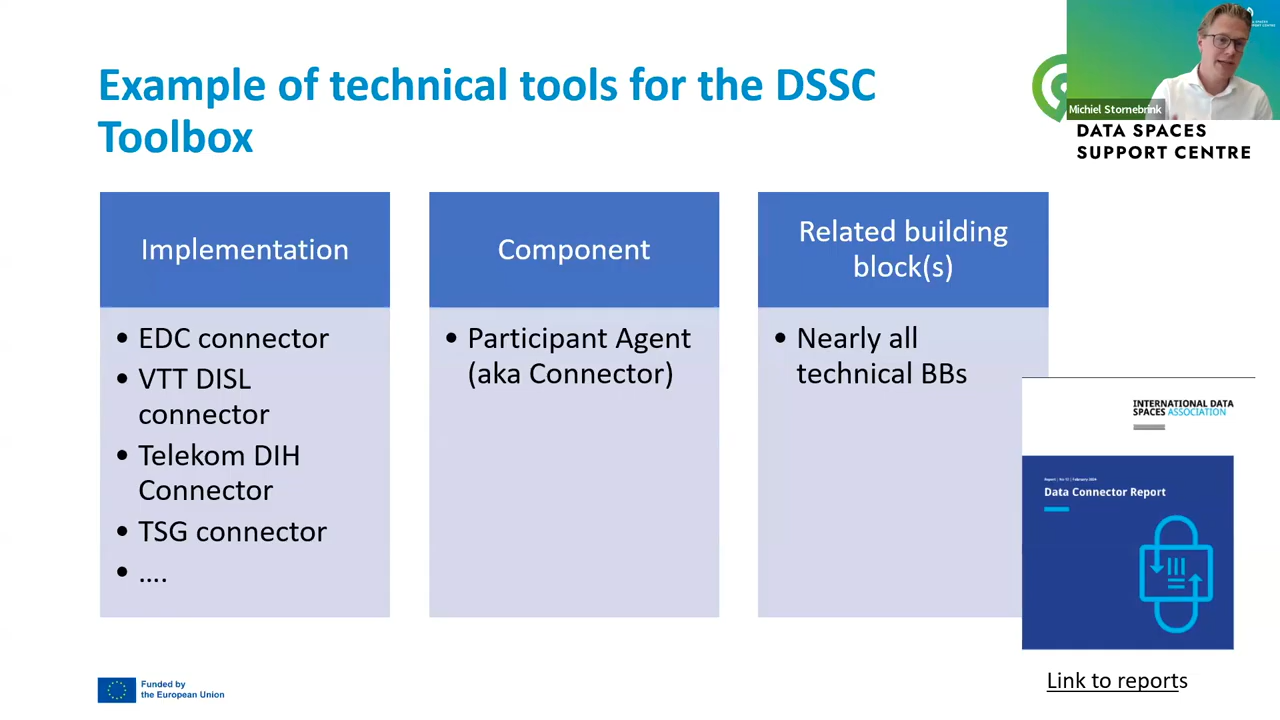 Example of technical tools for the DSSC
Toolbox
Michiel Stornebrink
DATA SPACES
SUPPORT CENTRE
Implementation
• EDC connector
• VTT DISL
connector
• Telekom DIH
Connector
• TSG connector
• ....
Component
• Participant Agent
(aka Connector)
Related building
block(s)
• Nearly all
technical BBs
INTERNATIONAL DATA
SPACES ASSOCIATION
Data Connector Report
Link to reports
Funded by
the European Union